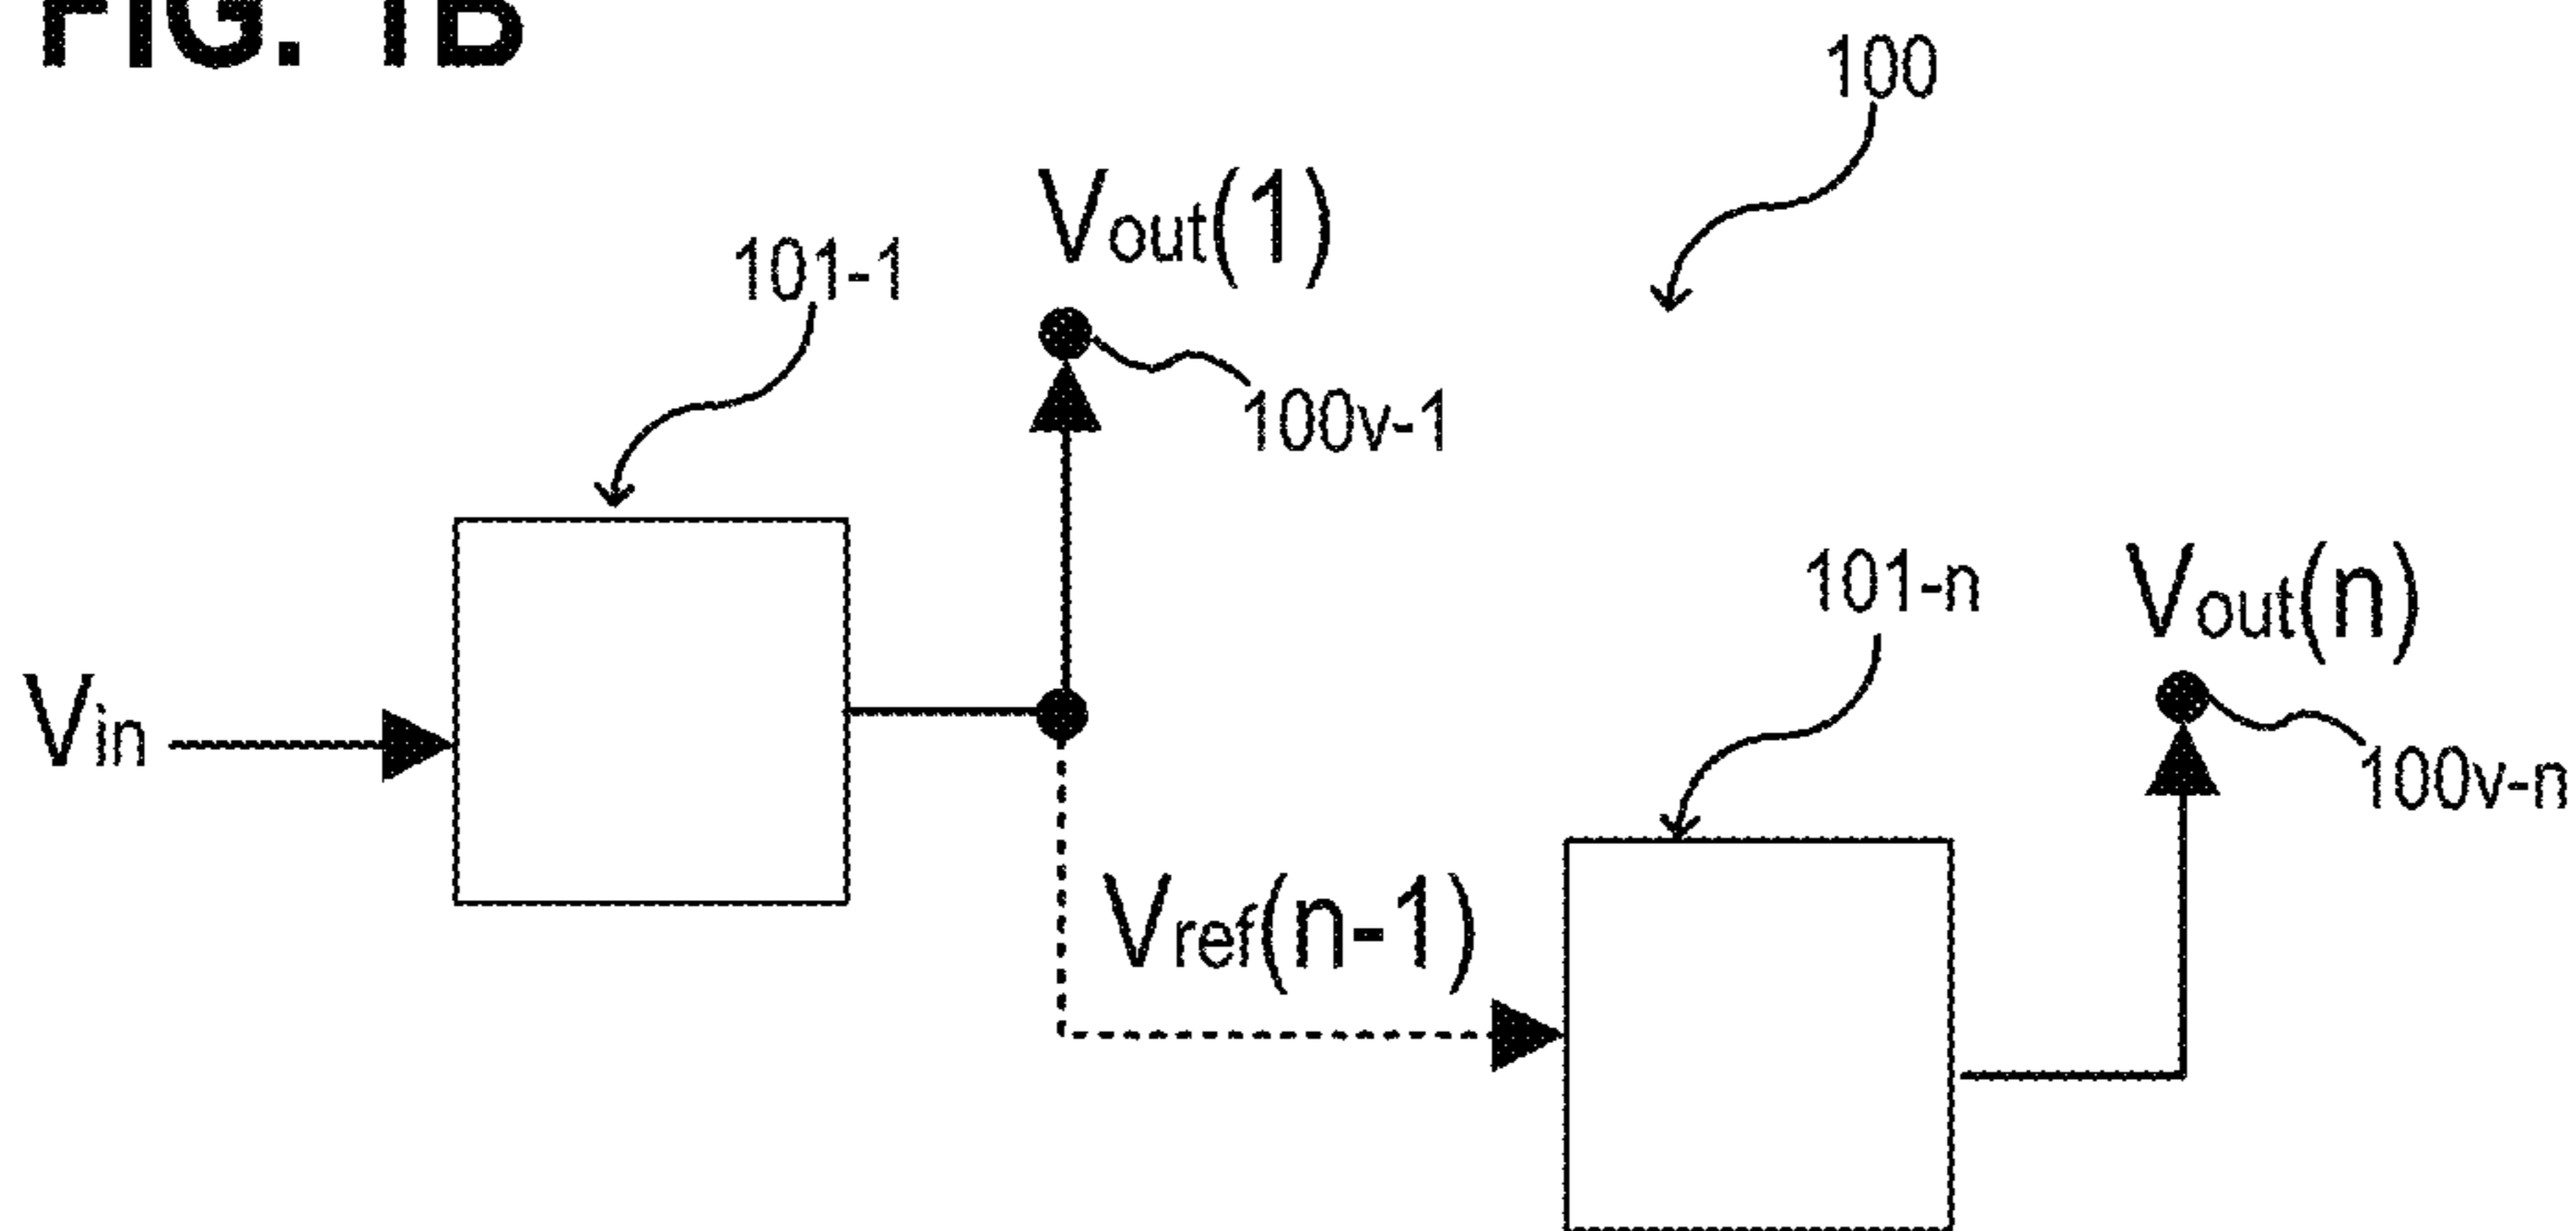 FIG. 1B
100
Vout(1)
101-1
100v-1
101-n
Vout(n)
Vin
100v-n
Vref(n-1)